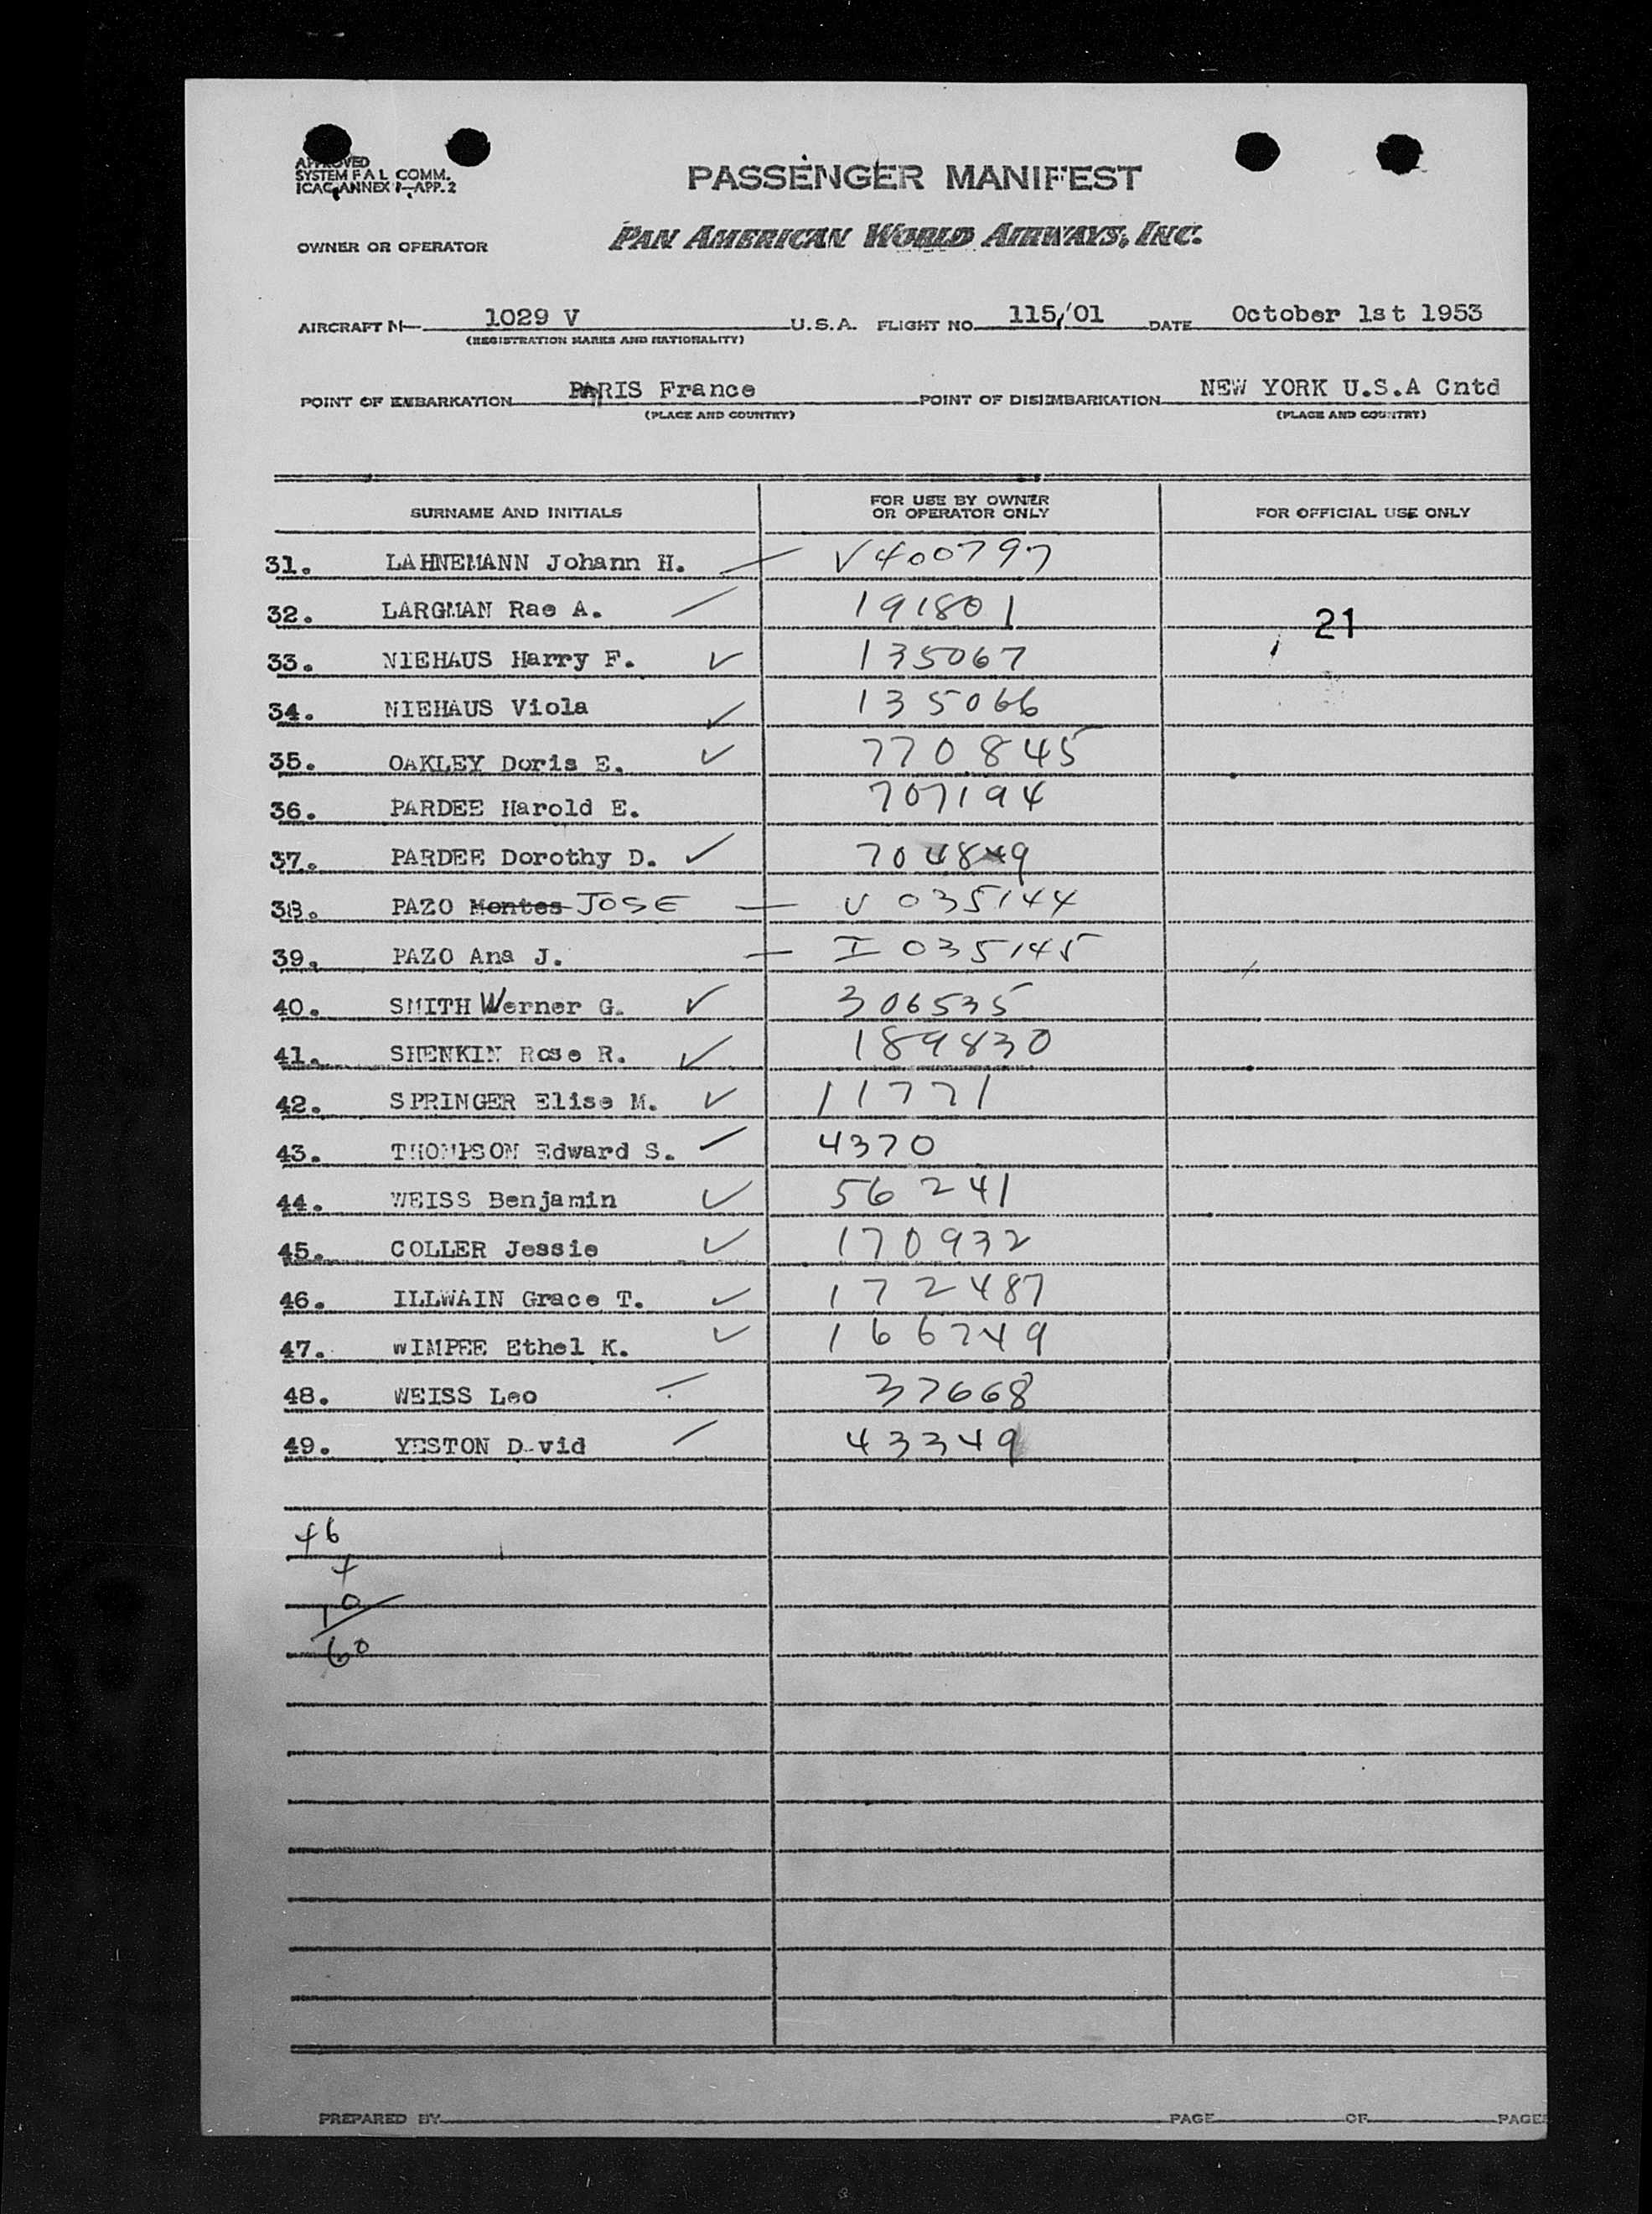 APPROVED
SYSTEM F A L COMM.
ICAO ANNEX 9—APP. 2
PASSENGER MANIFEST
OWNER OR OPERATOR PAN AMERICAN WORLD AIRWAYS, INC.
AIRCRAFT N— 1029 V U.S.A. FLIGHT NO. 115/01 DATE October 1st 1953
(REGISTRATION MARKS AND NATIONALITY)
POINT OF EMBARKATION PARIS France POINT OF DISEMBARKATION NEW YORK U.S.A Cntd
(PLACE AND COUNTRY) (PLACE AND COUNTRY)
SURNAME AND INITIALS FOR USE BY OWNER OR OPERATOR ONLY FOR OFFICIAL USE ONLY
31. LAHNEMANN Johann H. — V400797
32. LARGMAN Rae A. 191801 21
33. NIEHAUS Harry F. ✓ 135067
34. NIEHAUS Viola ✓ 135066
35. OAKLEY Doris E. ✓ 770845
36. PARDEE Harold E. 707194
37. PARDEE Dorothy D. ✓ 704849
38. PAZO Montes JOSE — V 035144
39. PAZO Ana J. — I 035145
40. SMITH Werner G. ✓ 306535
41. SHENKIN Rose R. ✓ 189830
42. SPRINGER Elise M. ✓ 11771
43. THOMPSON Edward S. 4370
44. WEISS Benjamin ✓ 56241
45. COLLER Jessie ✓ 170932
46. ILLWAIN Grace T. ✓ 172487
47. wIMPEE Ethel K. ✓ 166749
48. WEISS Leo 37668
49. YESTON D-vid 43349
46
4
10
60
PREPARED BY PAGE OF PAGES